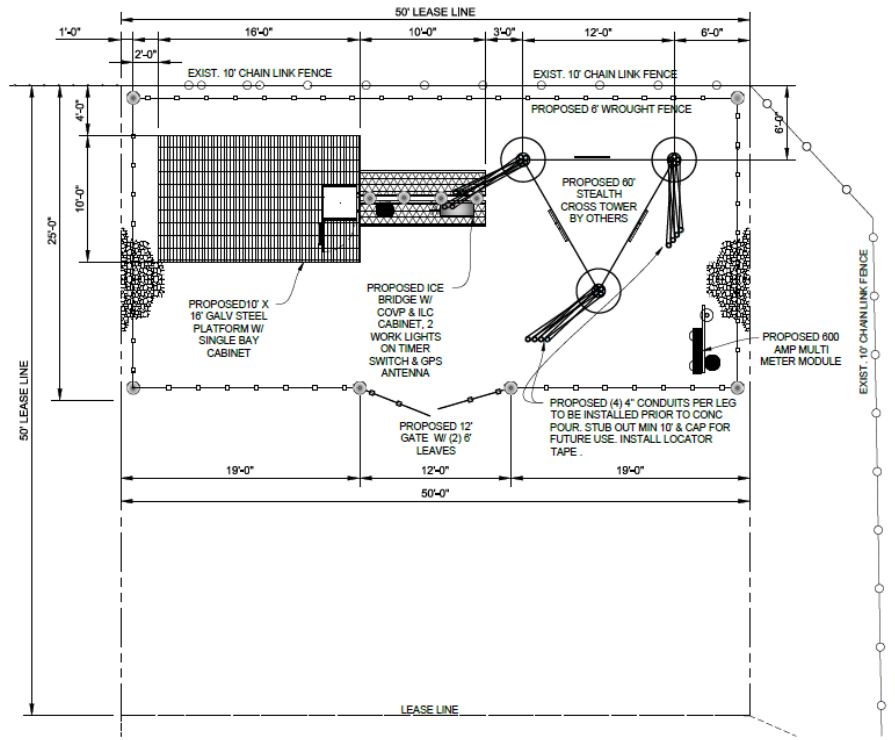 50' LEASE LINE
1'-0"
16'-0"
10'-0"
3'-0"
12'-0"
6'-0"
2'-0"
EXIST. 10' CHAIN LINK FENCE
EXIST. 10' CHAIN LINK FENCE
PROPOSED 6' WROUGHT FENCE
4'-0"
6'-0"
10'-0"
25'-0"
PROPOSED 60'
STEALTH
CROSS TOWER
BY OTHERS
PROPOSED10' X
16' GALV STEEL
PLATFORM W/
SINGLE BAY
CABINET
PROPOSED ICE
BRIDGE W/
COVP & ILC
CABINET, 2
WORK LIGHTS
ON TIMER
SWITCH & GPS
ANTENNA
PROPOSED 600
AMP MULTI
METER MODULE
EXIST. 10' CHAIN LINK FENCE
50' LEASE LINE
PROPOSED 12'
GATE W/ (2) 6'
LEAVES
PROPOSED (4) 4" CONDUITS PER LEG
TO BE INSTALLED PRIOR TO CONC
POUR. STUB OUT MIN 10' & CAP FOR
FUTURE USE. INSTALL LOCATOR
TAPE .
19'-0"
12'-0"
19'-0"
50'-0"
LEASE LINE